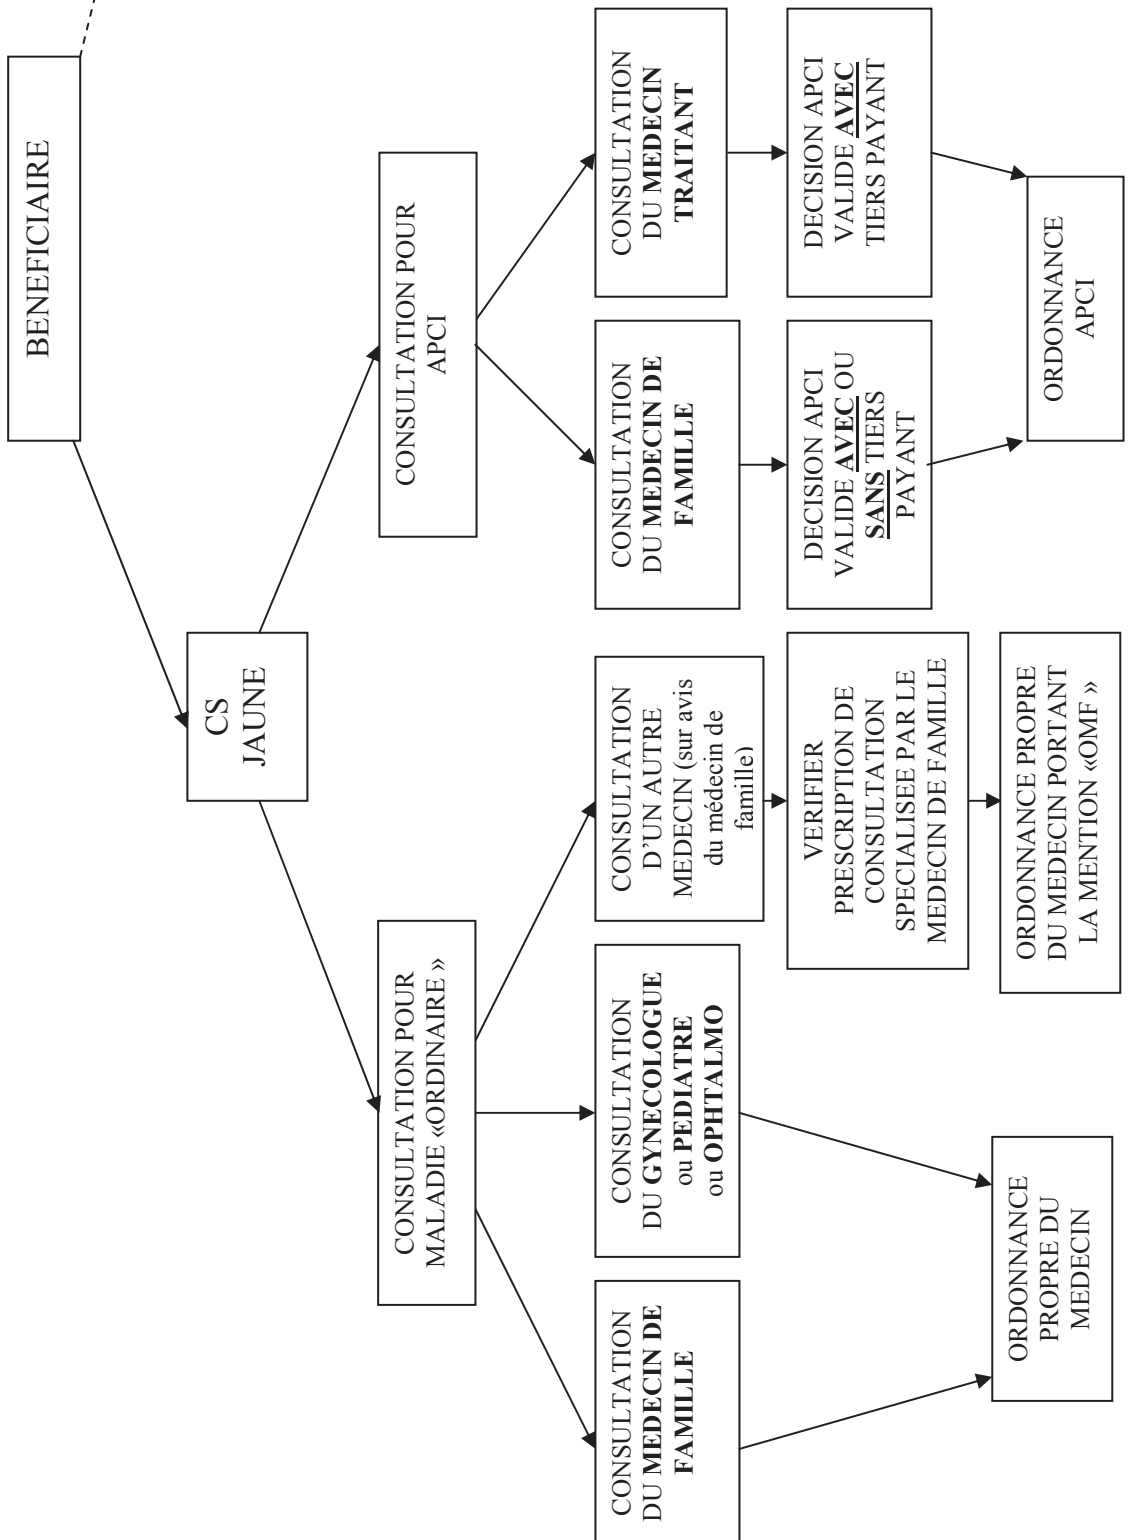 BENEFICIAIRE
CS
JAUNE
CONSULTATION POUR
MALADIE «ORDINAIRE »
CONSULTATION POUR
APCI
CONSULTATION
DU MEDECIN DE
FAMILLE
CONSULTATION
DU GYNECOLOGUE
ou PEDIATRE
ou OPHTALMO
CONSULTATION
D'UN AUTRE
MEDECIN (sur avis
du médecin de
famille)
CONSULTATION
DU MEDECIN DE
FAMILLE
CONSULTATION
DU MEDECIN
TRAITANT
VERIFIER
PRESCRIPTION DE
CONSULTATION
SPECIALISEE PAR LE
MEDECIN DE FAMILLE
DECISION APCI
VALIDE AVEC OU
SANS TIERS
PAYANT
DECISION APCI
VALIDE AVEC
TIERS PAYANT
ORDONNANCE
PROPRE DU
MEDECIN
ORDONNANCE PROPRE
DU MEDECIN PORTANT
LA MENTION «OMF »
ORDONNANCE
APCI